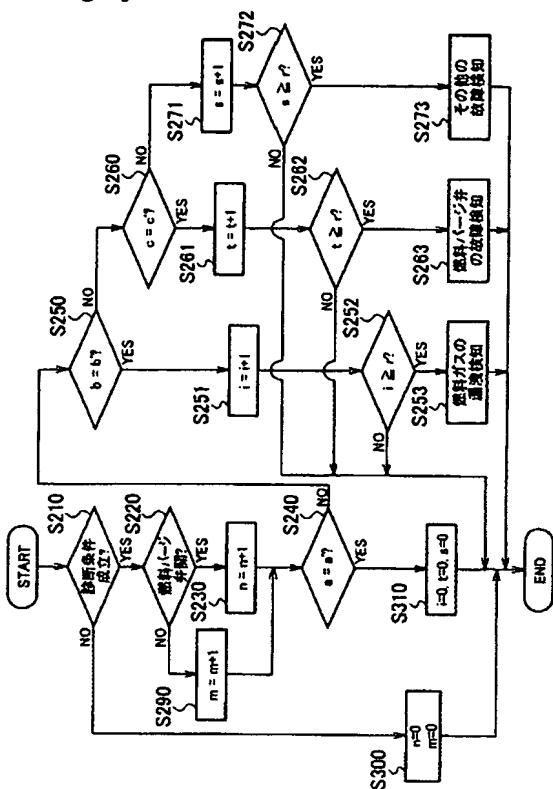 START
S210
診断条件
成立?
NO
YES
S220
燃料パージ
弁開?
NO
YES
S230
n = n+1
S290
m = m+1
S300
n=0
m=0
S240
a = a'?
NO
YES
S310
i=0, t=0, s=0
END
S250
b = b'?
NO
YES
S251
i = i+1
S252
i ≧ r?
NO
YES
S253
燃料ガスの
漏洩検知
S260
c = c'?
NO
YES
S261
t = t+1
S262
t ≧ r?
NO
YES
S263
燃料パージ弁
の故障検知
S271
s = s+1
S272
s ≧ r?
NO
YES
S273
その他の
故障検知